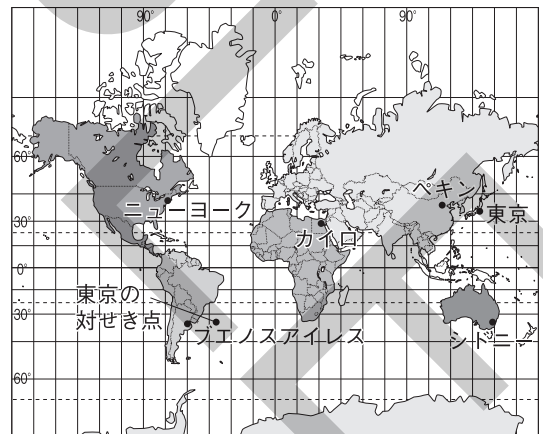 90° 0° 90°
60°
ペキン
ニューヨーク
東京
30°
カイロ
0°
東京の
対せき点
30°
ブエノスアイレス
シドニー
60°